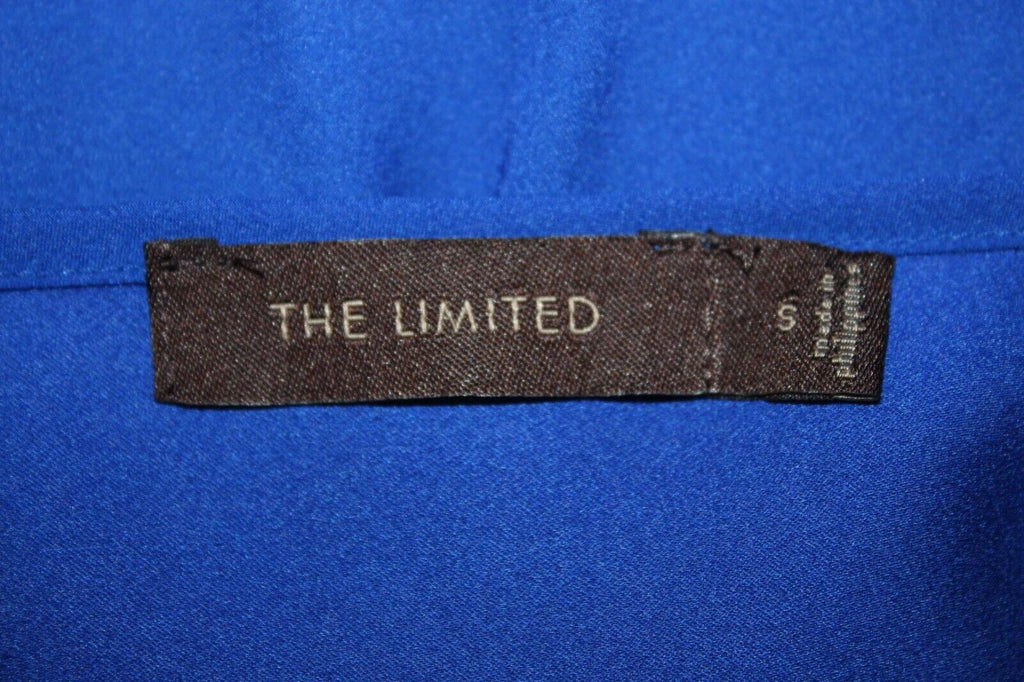 THE LIMITED
S
made in
philippines